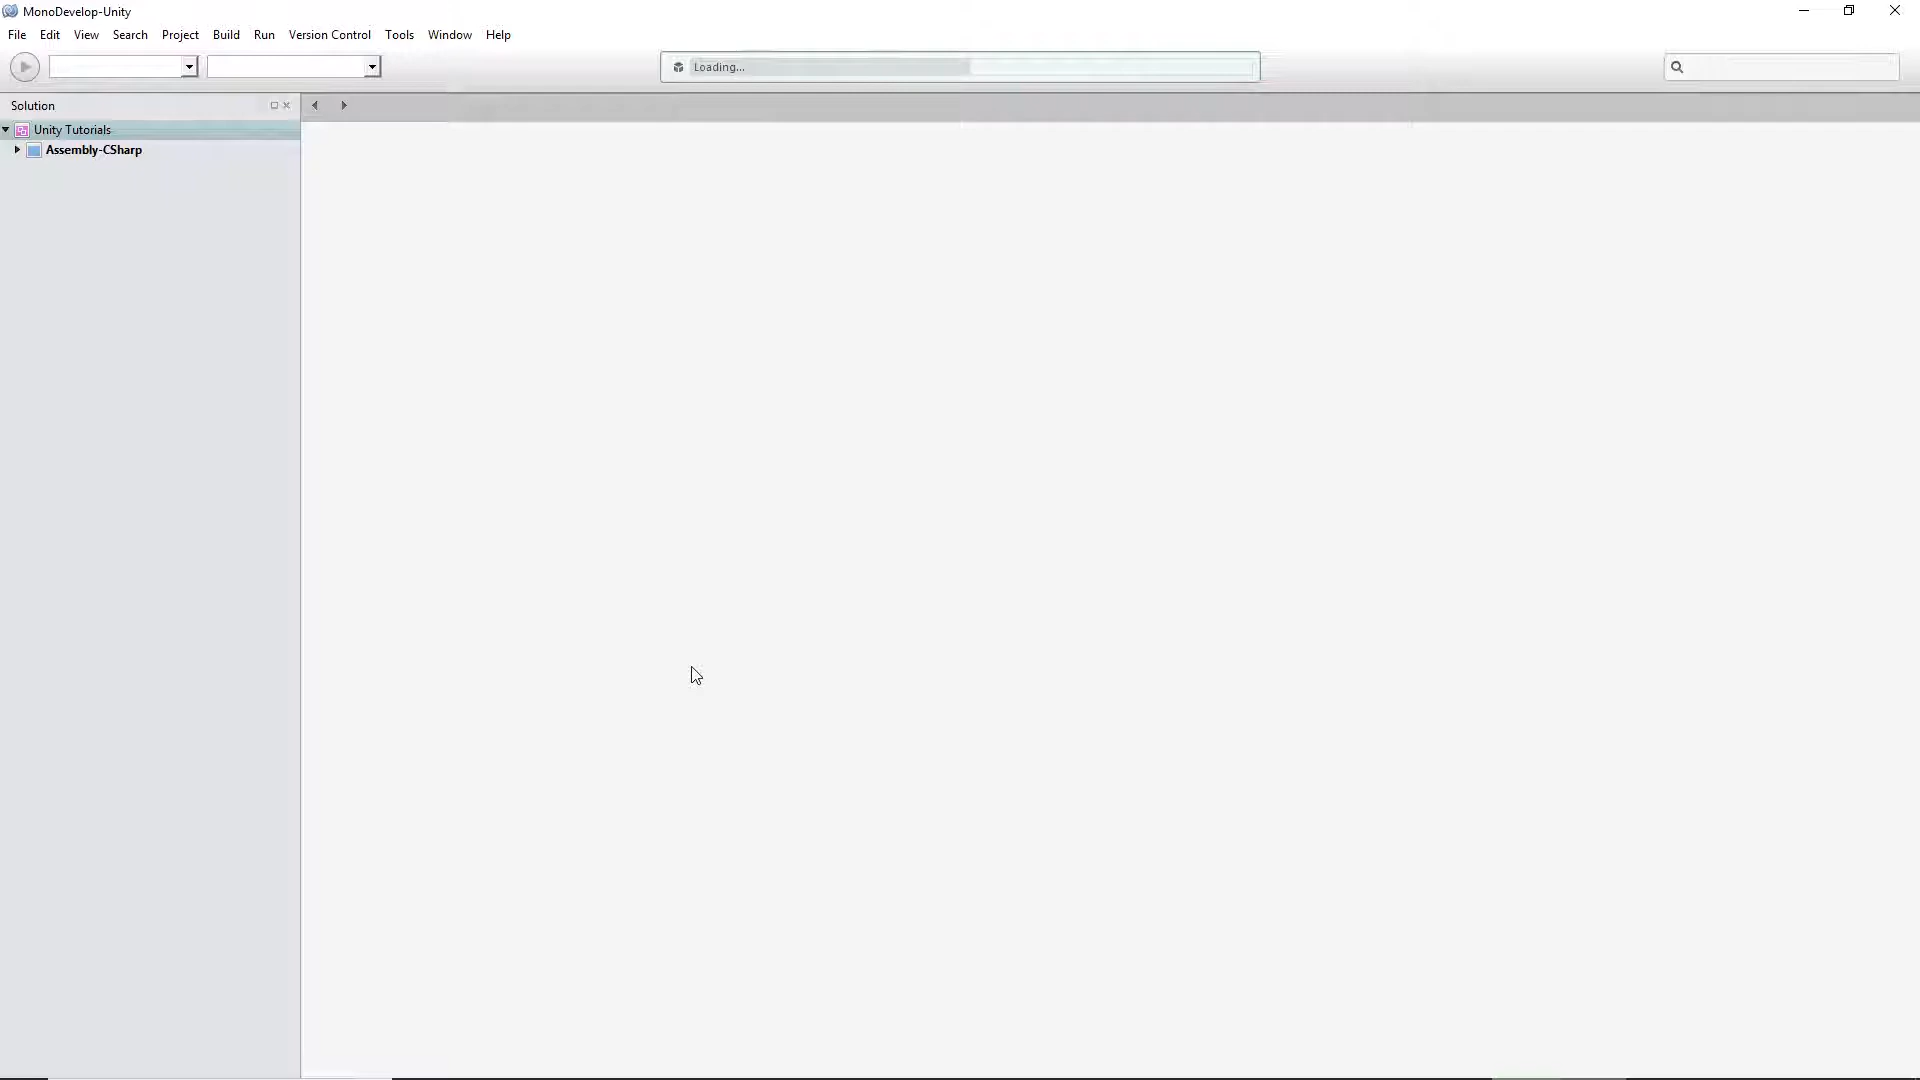 MonoDevelop-Unity
File Edit View Search Project Build Run Version Control Tools Window Help
Loading...
Solution
Unity Tutorials
Assembly-CSharp